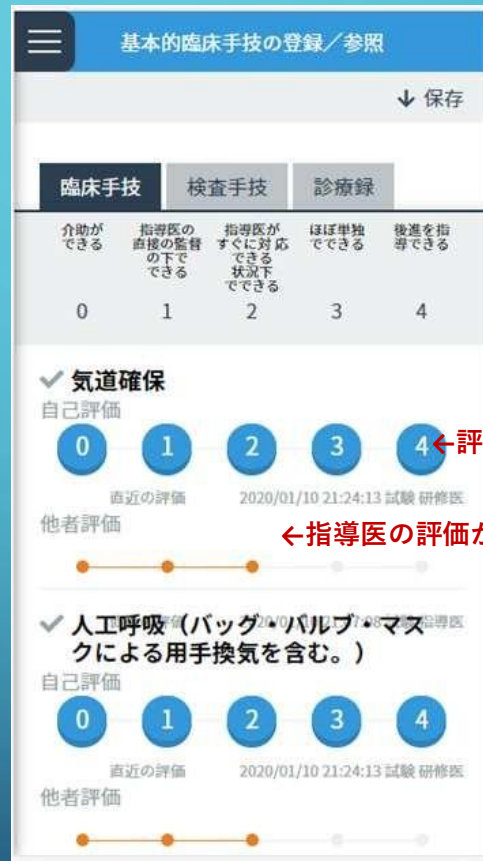 基本的臨床手技の登録／参照
↓ 保存
臨床手技 検査手技 診療録
介助が
できる
指導医の
直接の監督
の下で
できる
指導医が
すぐに対応
できる
状況下
でできる
ほぼ単独
でできる
後進を指
導できる
0 1 2 3 4
気道確保
自己評価
0 1 2 3 4
←評
直近の評価 2020/01/10 21:24:13 試験 研修医
他者評価
←指導医の評価が
人工呼吸（バッグ・バルブ・マス
クによる用手換気を含む。）
自己評価
0 1 2 3 4
直近の評価 2020/01/10 21:24:13 試験 研修医
他者評価